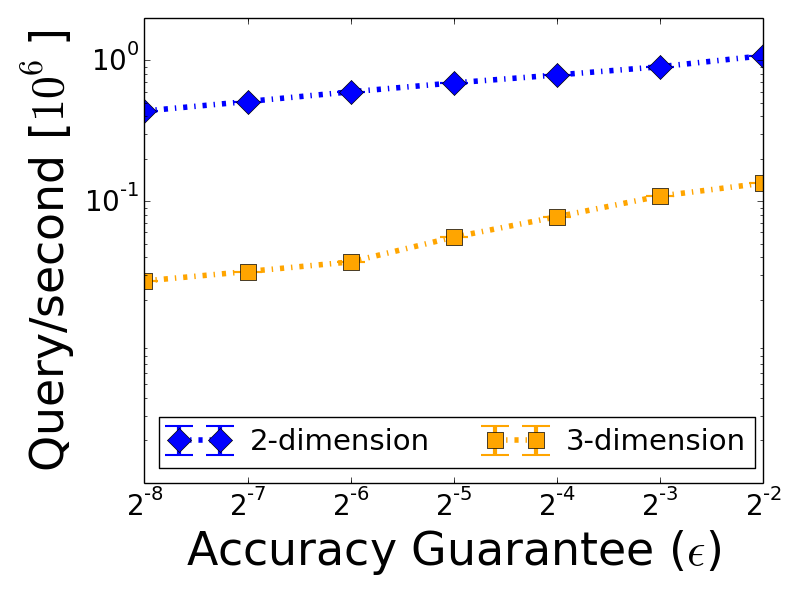 Query/second [10^6 ]
10^0
10^-1
2-dimension
3-dimension
2^-8 2^-7 2^-6 2^-5 2^-4 2^-3 2^-2
Accuracy Guarantee (ϵ)